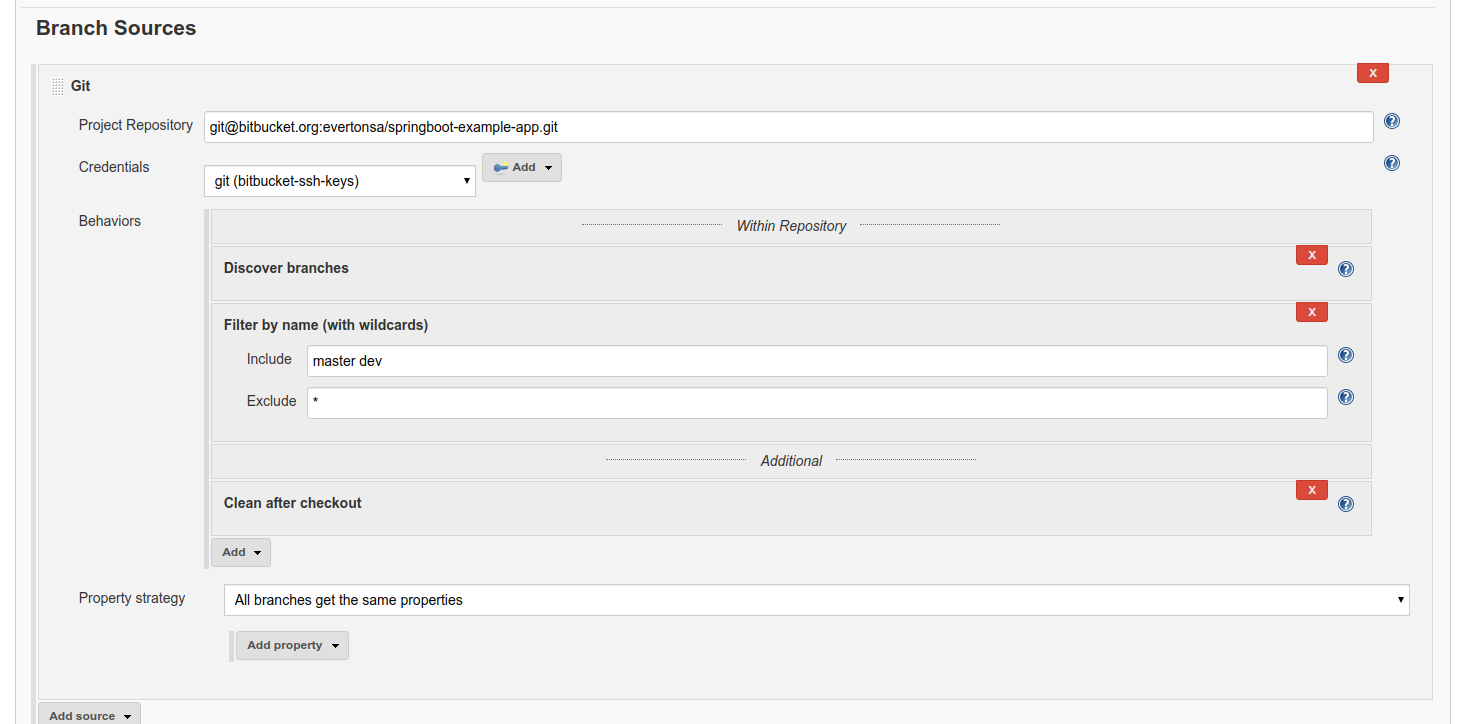 Branch Sources
X
Git
Project Repository git@bitbucket.org:evertonsa/springboot-example-app.git ?
Credentials git (bitbucket-ssh-keys) Add ?
Behaviors
Within Repository
Discover branches X ?
Filter by name (with wildcards) X
Include master dev ?
Exclude * ?
Additional
Clean after checkout X ?
Add
Property strategy All branches get the same properties
Add property
Add source